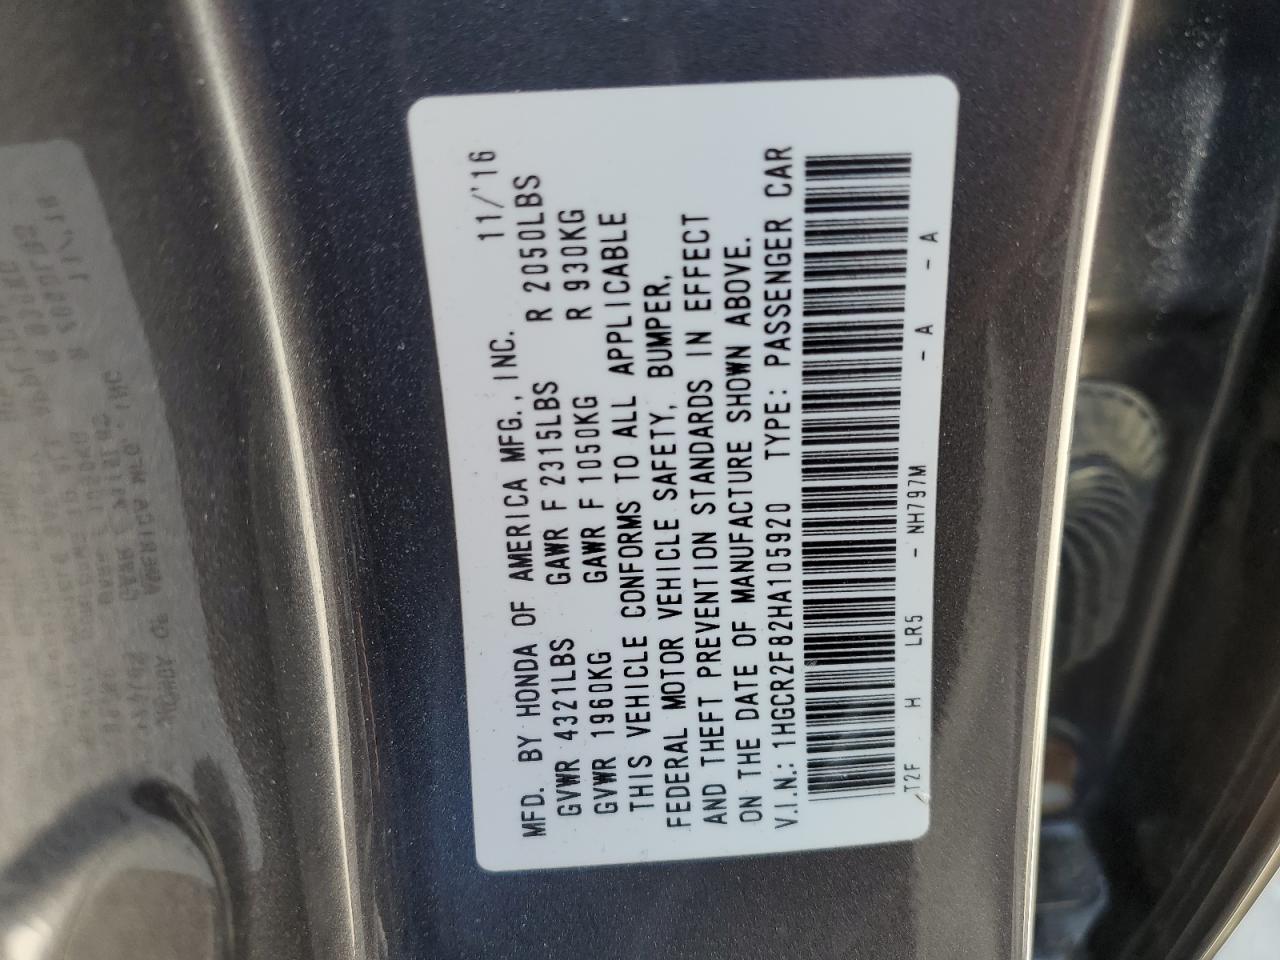 MFD. BY HONDA OF AMERICA MFG., INC. 11/'16
GVWR 4321LBS GAWR F 2315LBS R 2050LBS
GVWR 1960KG GAWR F 1050KG R 930KG
THIS VEHICLE CONFORMS TO ALL APPLICABLE
FEDERAL MOTOR VEHICLE SAFETY, BUMPER,
AND THEFT PREVENTION STANDARDS IN EFFECT
ON THE DATE OF MANUFACTURE SHOWN ABOVE.
V.I.N.: 1HGCR2F82HA105920 TYPE: PASSENGER CAR
T2F H LR5 - NH797M - A - A